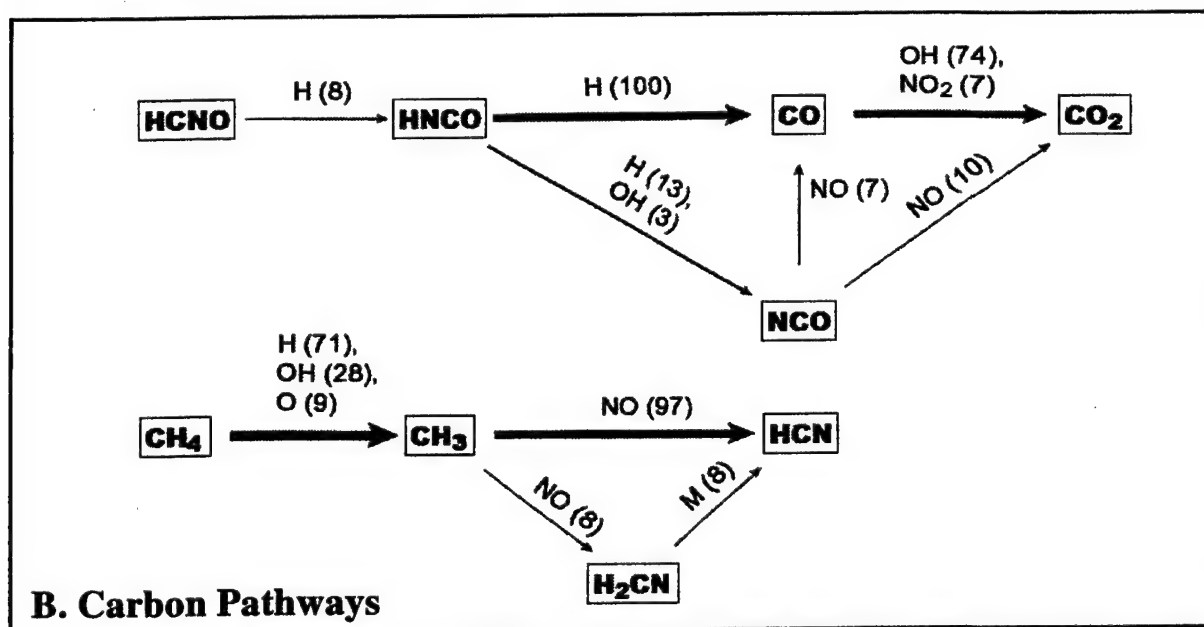 OH (74),
NO₂ (7)
H (8)
H (100)
HCNO
HNCO
CO
CO₂
H (13),
OH (3)
NO (7)
NO (10)
NCO
H (71),
OH (28),
O (9)
NO (97)
CH₄
CH₃
HCN
NO (8)
M (8)
H₂CN
B. Carbon Pathways